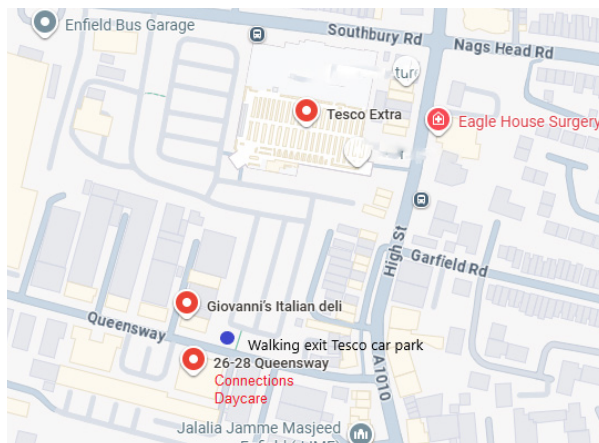 Enfield Bus Garage
Southbury Rd
Nags Head Rd
Tesco Extra
Eagle House Surgery
High St
Garfield Rd
Giovanni's Italian deli
Queensway
Walking exit Tesco car park
26-28 Queensway
Connections
Daycare
A1010
Jalalia Jamme Masjeed